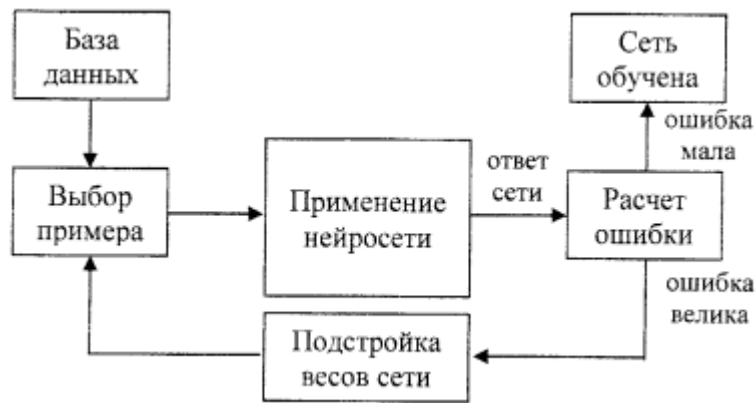 База
данных
Сеть
обучена
ошибка
мала
Выбор
примера
Применение
нейросети
ответ
сети
Расчет
ошибки
ошибка
велика
Подстройка
весов сети